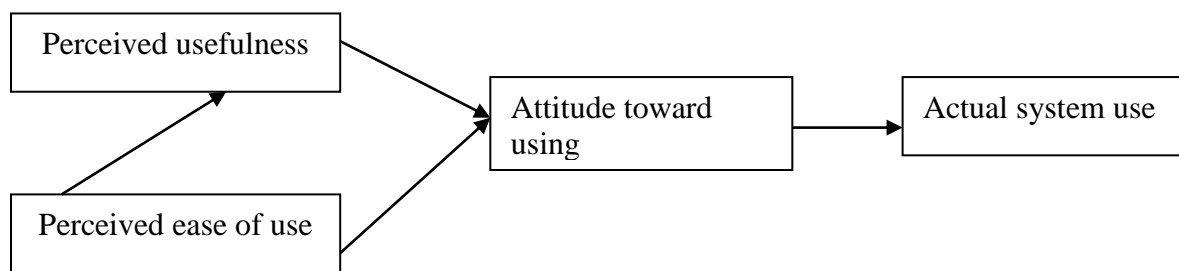 Perceived usefulness
Attitude toward
using
Actual system use
Perceived ease of use